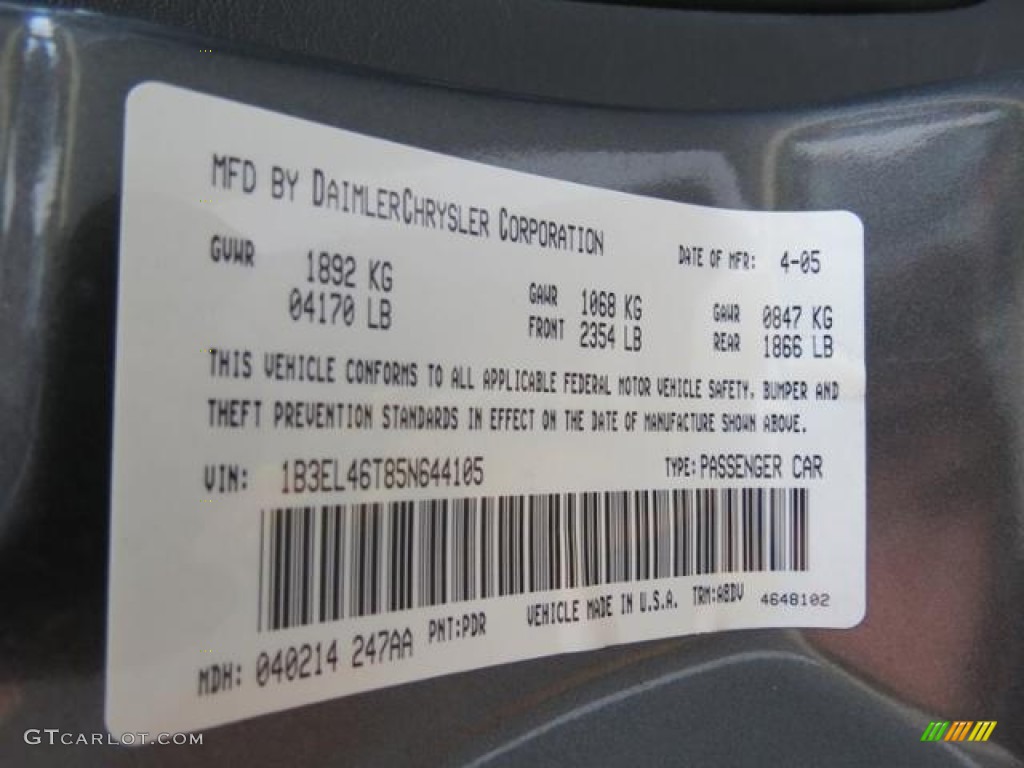 MFD BY DAIMLERCHRYSLER CORPORATION
DATE OF MFR: 4-05
GVWR 1892 KG
04170 LB
GAWR FRONT 1068 KG
2354 LB
GAWR REAR 0847 KG
1866 LB
THIS VEHICLE CONFORMS TO ALL APPLICABLE FEDERAL MOTOR VEHICLE SAFETY, BUMPER AND
THEFT PREVENTION STANDARDS IN EFFECT ON THE DATE OF MANUFACTURE SHOWN ABOVE.
VIN: 1B3EL46T85N644105 TYPE: PASSENGER CAR
MDH: 040214 247AA PNT:PDR VEHICLE MADE IN U.S.A. TRM:A8DV 4648102
GTCARLOT.COM